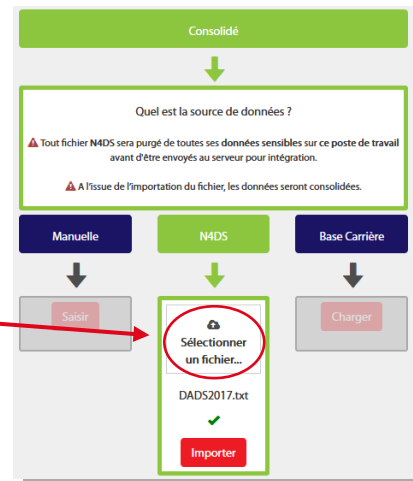 Consolidé
Quel est la source de données ?
Tout fichier N4DS sera purgé de toutes ses données sensibles sur ce poste de travail
avant d'être envoyés au serveur pour intégration.
A l'issue de l'importation du fichier, les données seront consolidées.
Manuelle
N4DS
Base Carrière
Saisir
Sélectionner
un fichier...
Charger
DADS2017.txt
Importer